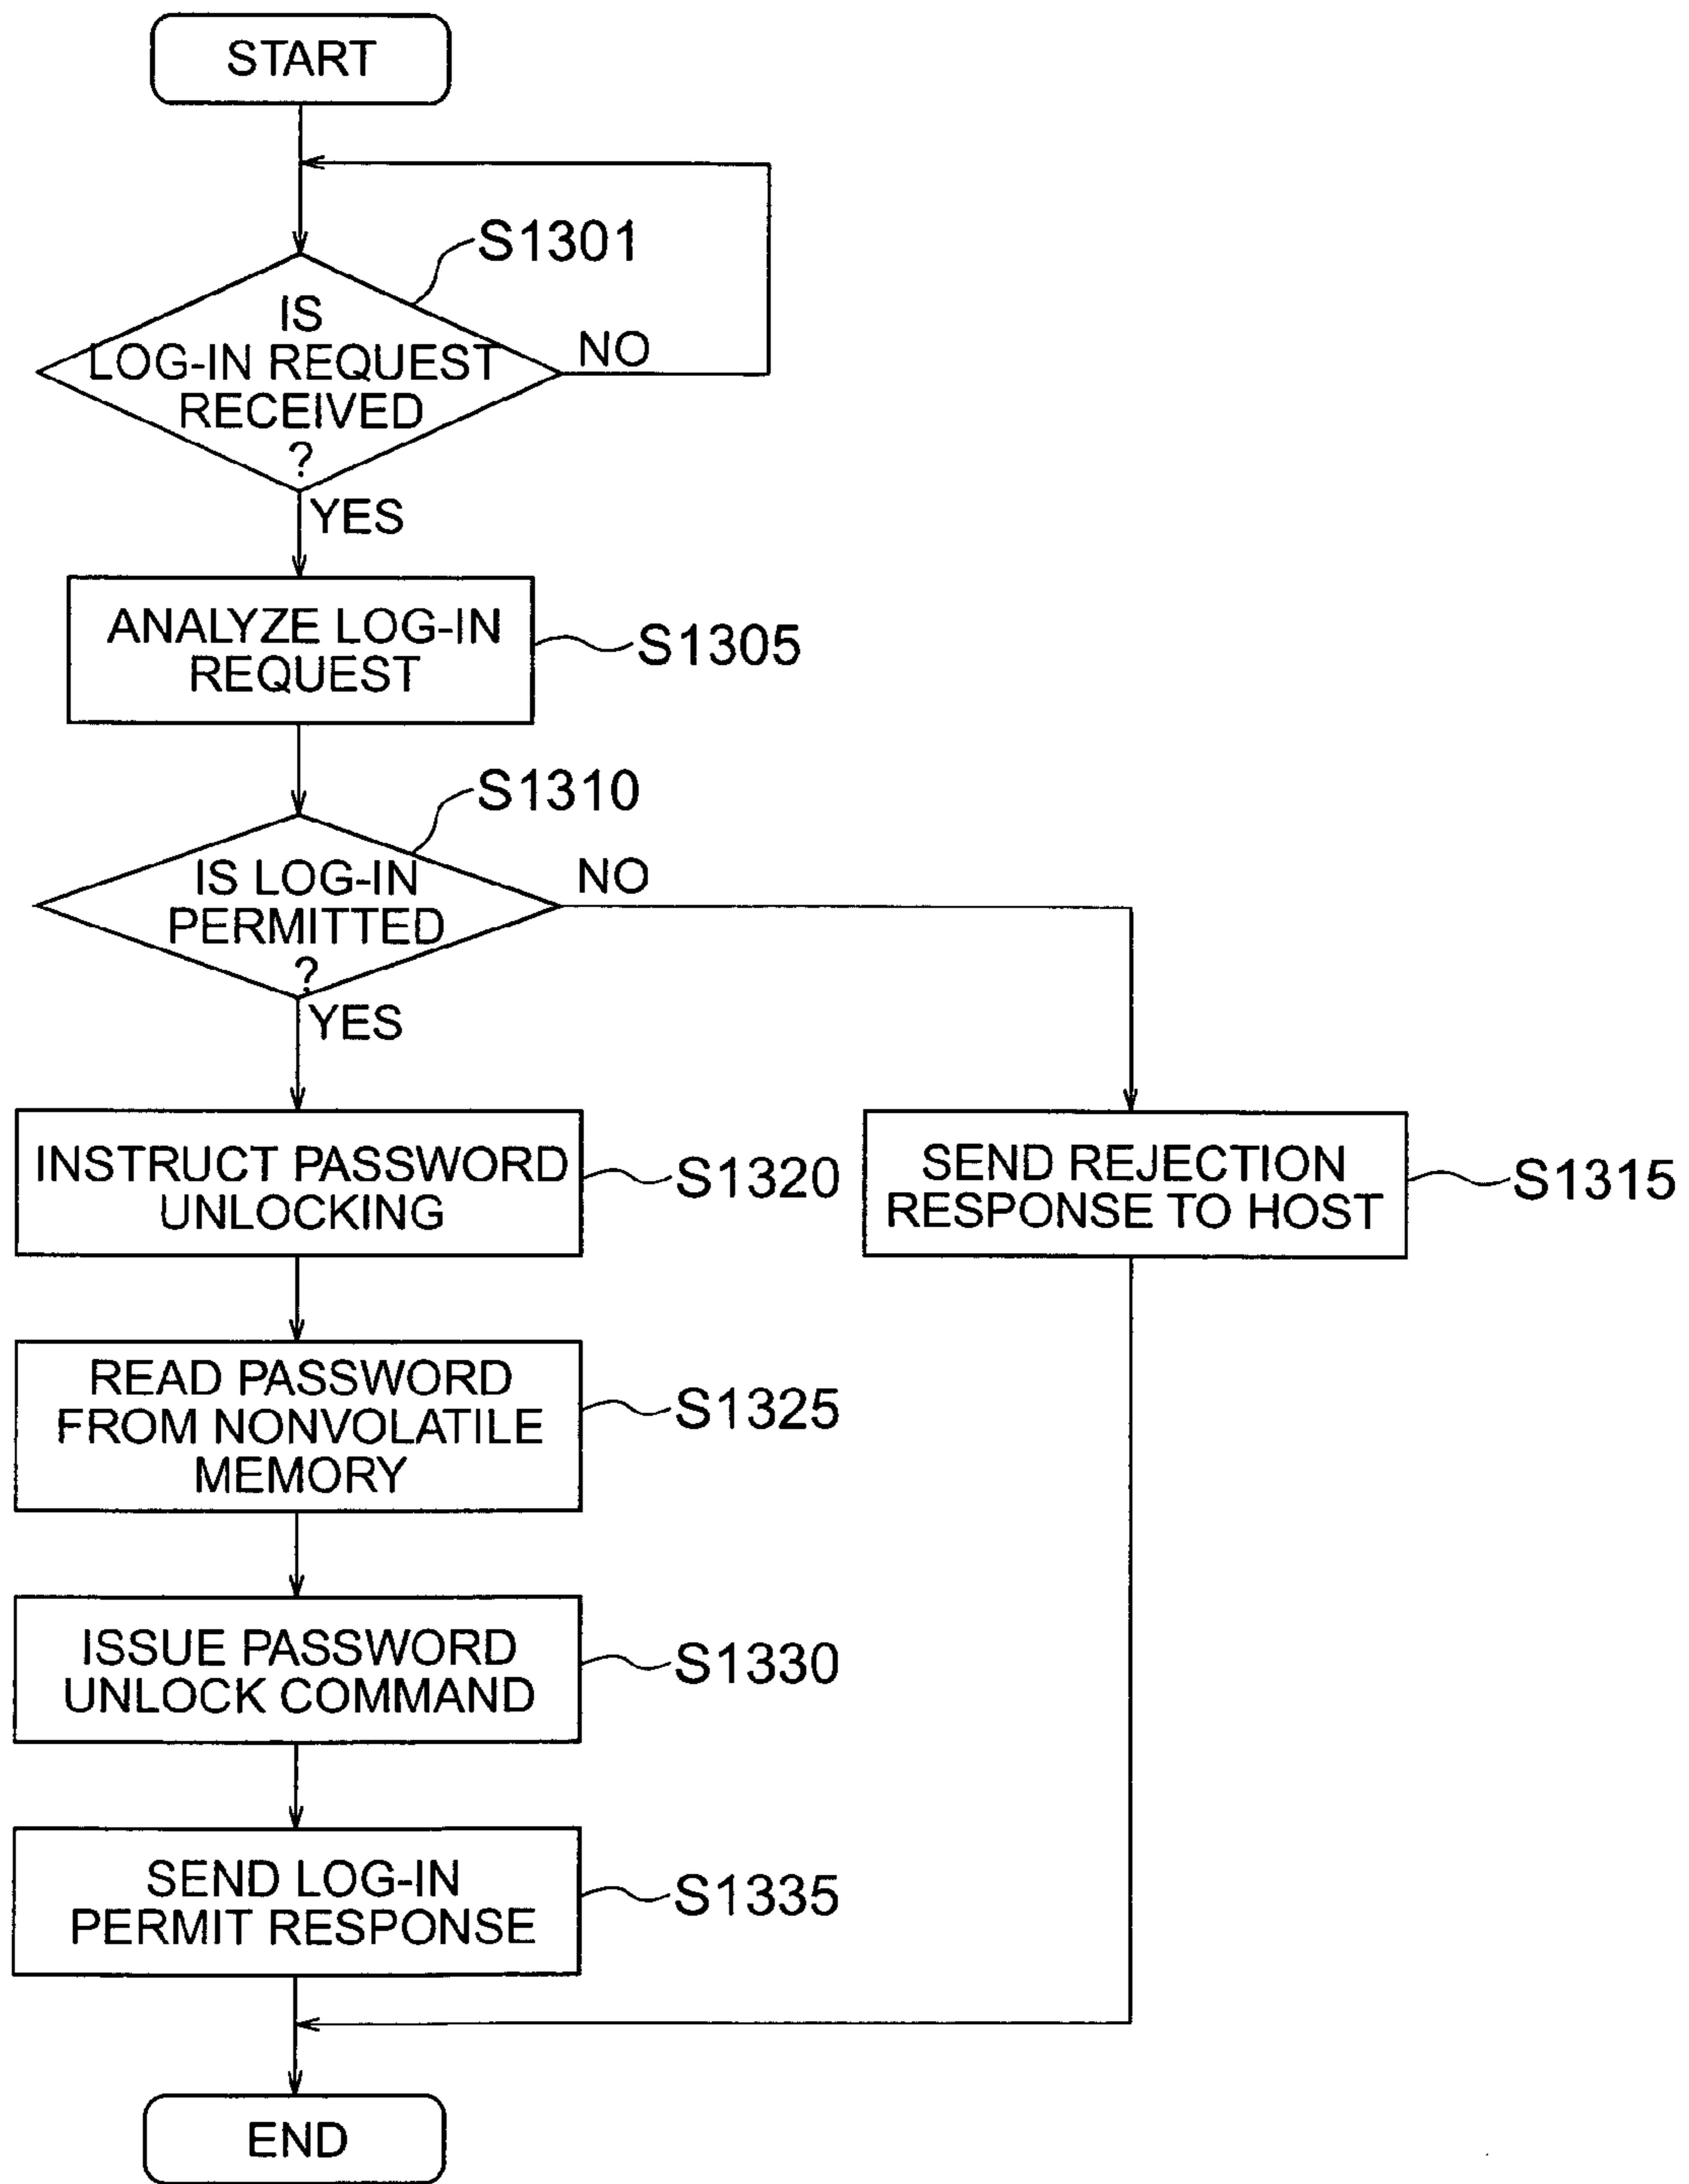 START
S1301
IS
LOG-IN REQUEST
RECEIVED
?
NO
YES
ANALYZE LOG-IN
REQUEST
S1305
S1310
IS LOG-IN
PERMITTED
?
NO
YES
INSTRUCT PASSWORD
UNLOCKING
S1320
SEND REJECTION
RESPONSE TO HOST
S1315
READ PASSWORD
FROM NONVOLATILE
MEMORY
S1325
ISSUE PASSWORD
UNLOCK COMMAND
S1330
SEND LOG-IN
PERMIT RESPONSE
S1335
END